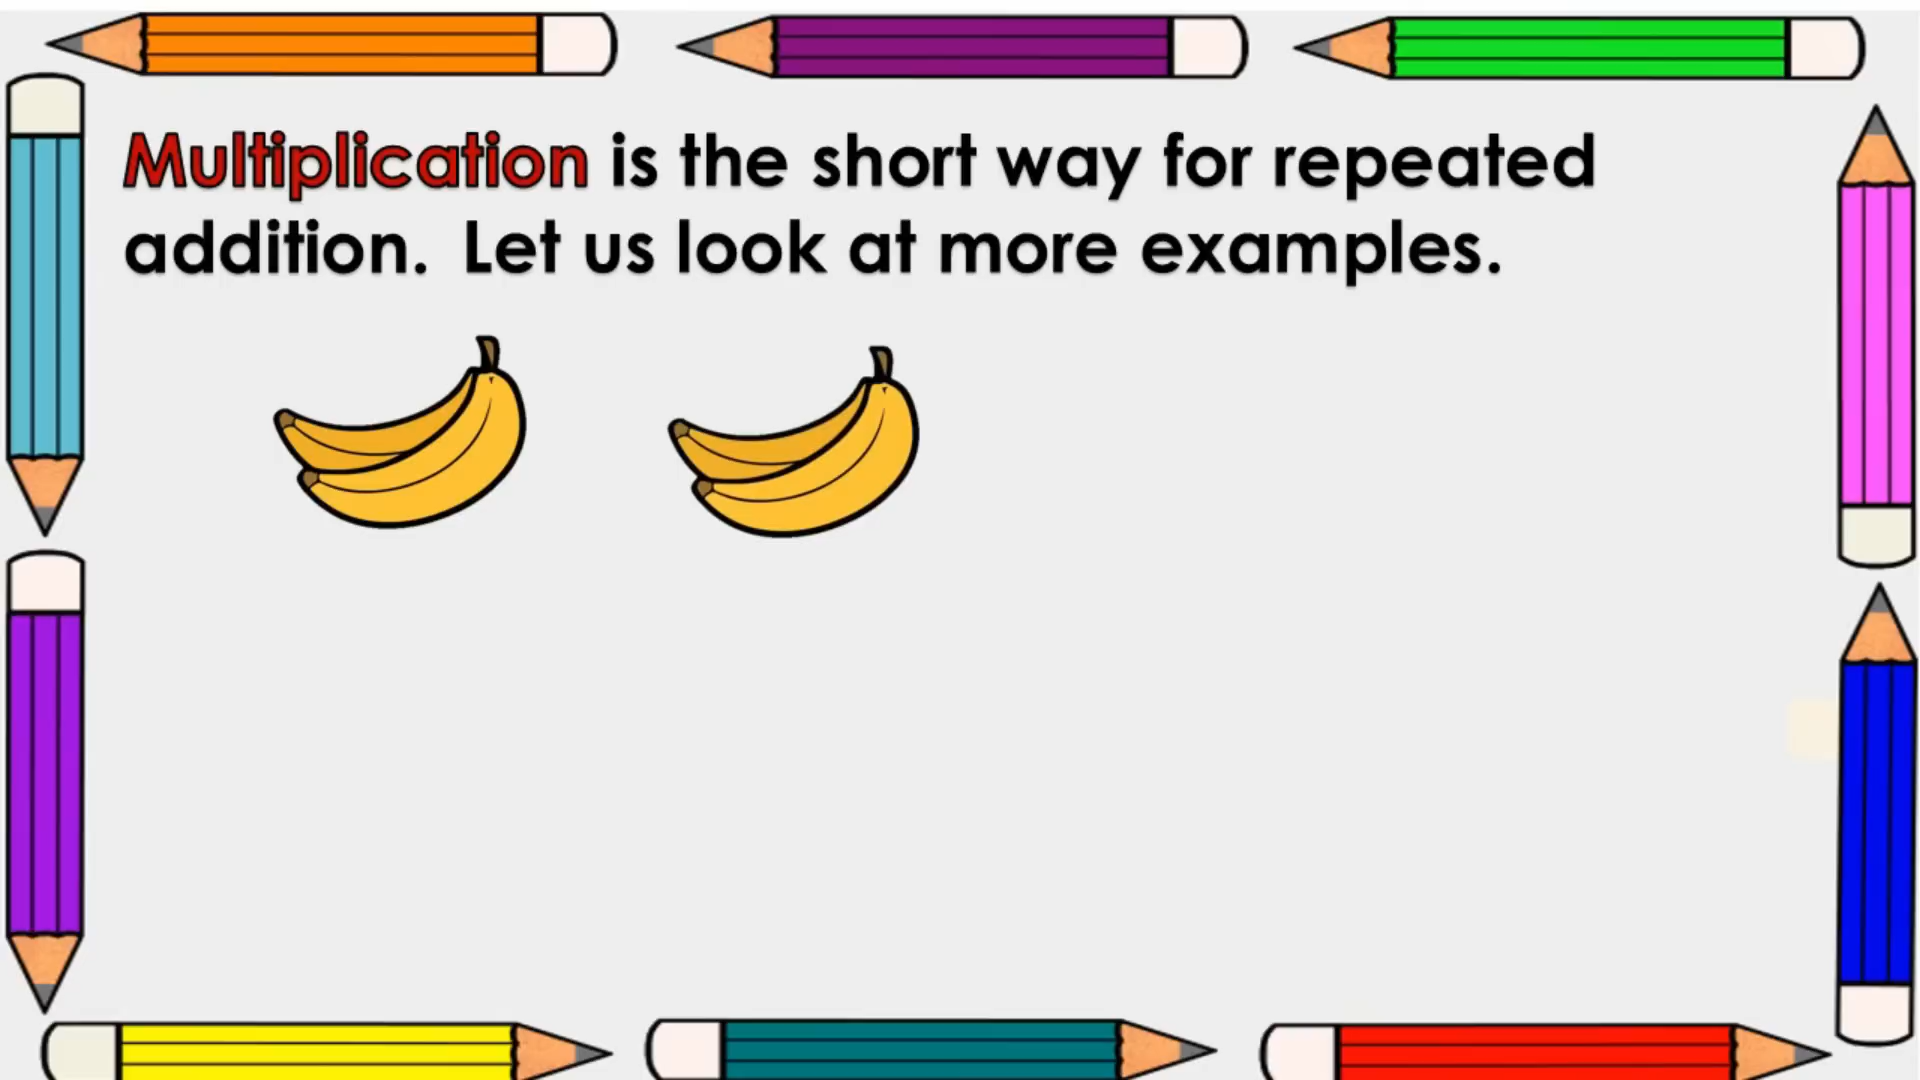 Multiplication is the short way for repeated
addition. Let us look at more examples.